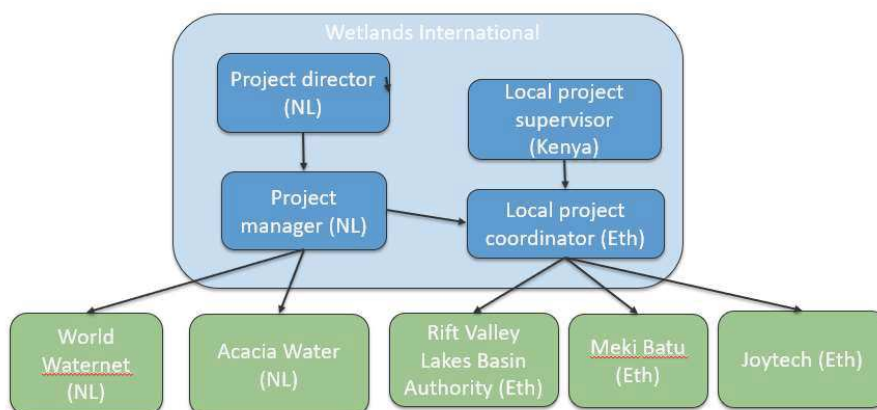 Wetlands International
Project director
(NL)
Local project
supervisor
(Kenya)
Project
manager (NL)
Local project
coordinator (Eth)
World
Waternet
(NL)
Acacia Water
(NL)
Rift Valley
Lakes Basin
Authority (Eth)
Meki Batu
(Eth)
Joytech (Eth)